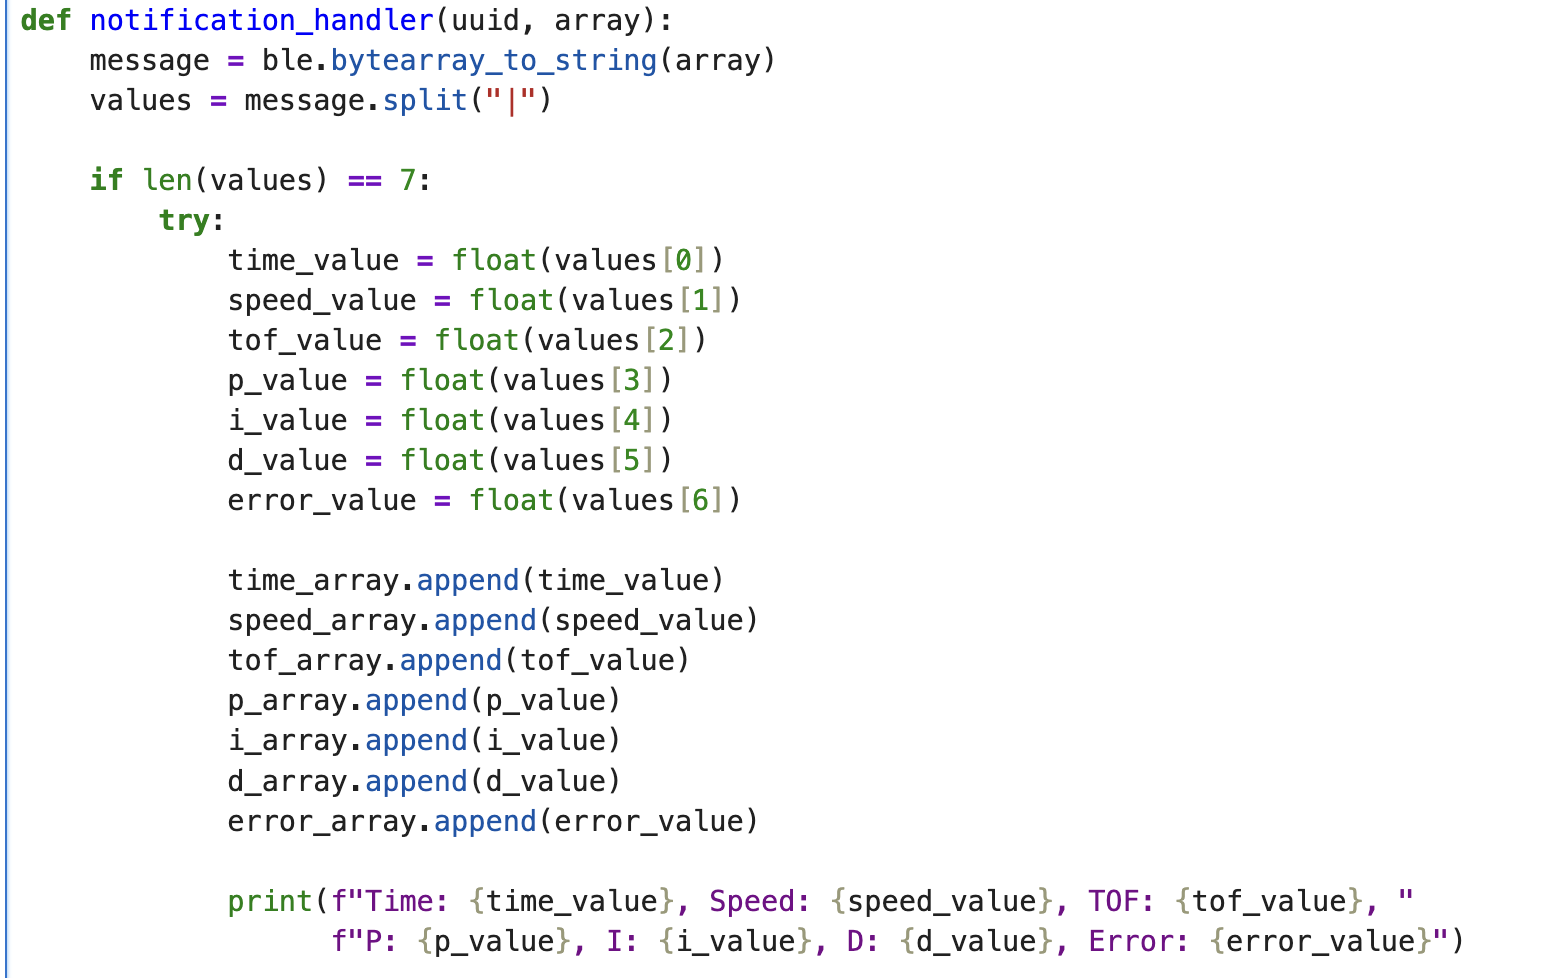 def notification_handler(uuid, array):
    message = ble.bytearray_to_string(array)
    values = message.split("|")

    if len(values) == 7:
        try:
            time_value = float(values[0])
            speed_value = float(values[1])
            tof_value = float(values[2])
            p_value = float(values[3])
            i_value = float(values[4])
            d_value = float(values[5])
            error_value = float(values[6])

            time_array.append(time_value)
            speed_array.append(speed_value)
            tof_array.append(tof_value)
            p_array.append(p_value)
            i_array.append(i_value)
            d_array.append(d_value)
            error_array.append(error_value)

            print(f"Time: {time_value}, Speed: {speed_value}, TOF: {tof_value}, "
                  f"P: {p_value}, I: {i_value}, D: {d_value}, Error: {error_value}")